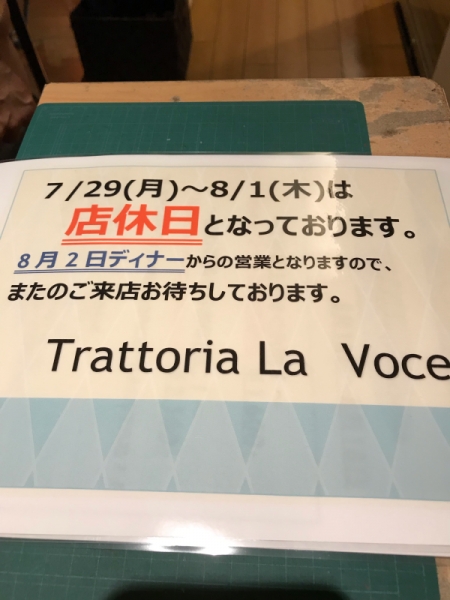 7/29(月)～8/1(木)は
店休日となっております。
8月2日ディナーからの営業となりますので、
またのご来店お待ちしております。
Trattoria La Voce